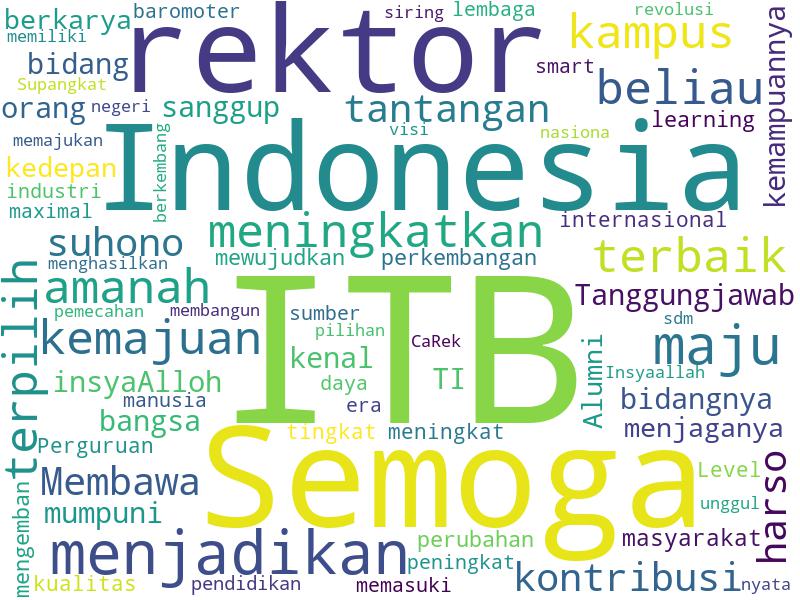 berkarya
baromoter
siring
lembaga
revolusi
memiliki
rektor
kampus
kemampuannya
bidang
smart
Supangkat
beliau
orang
negeri
sanggup
tantangan
learning
visi
nasiona
memajukan
berkembang
Indonesia
kedepan
industri
maximal
meningkatkan
internasional
suhono
menghasilkan
mewujudkan
perkembangan
terbaik
terpilih
amanah
ITB
Tanggungjawab
pemecahan
membangun
sumber
sdm
kemajuan
pilihan
CaRek
Alumni
maju
kenal
insyaAlloh
daya
TI
Insyaallah
manusia
era
bidangnya
bangsa
tingkat
meningkat
menjaganya
Perguruan
Semoga
Level
harso
Membawa
mengemban
mumpuni
unggul
menjadikan
perubahan
masyarakat
peningkat
kualitas
pendidikan
memasuki
kontribusi
nyata